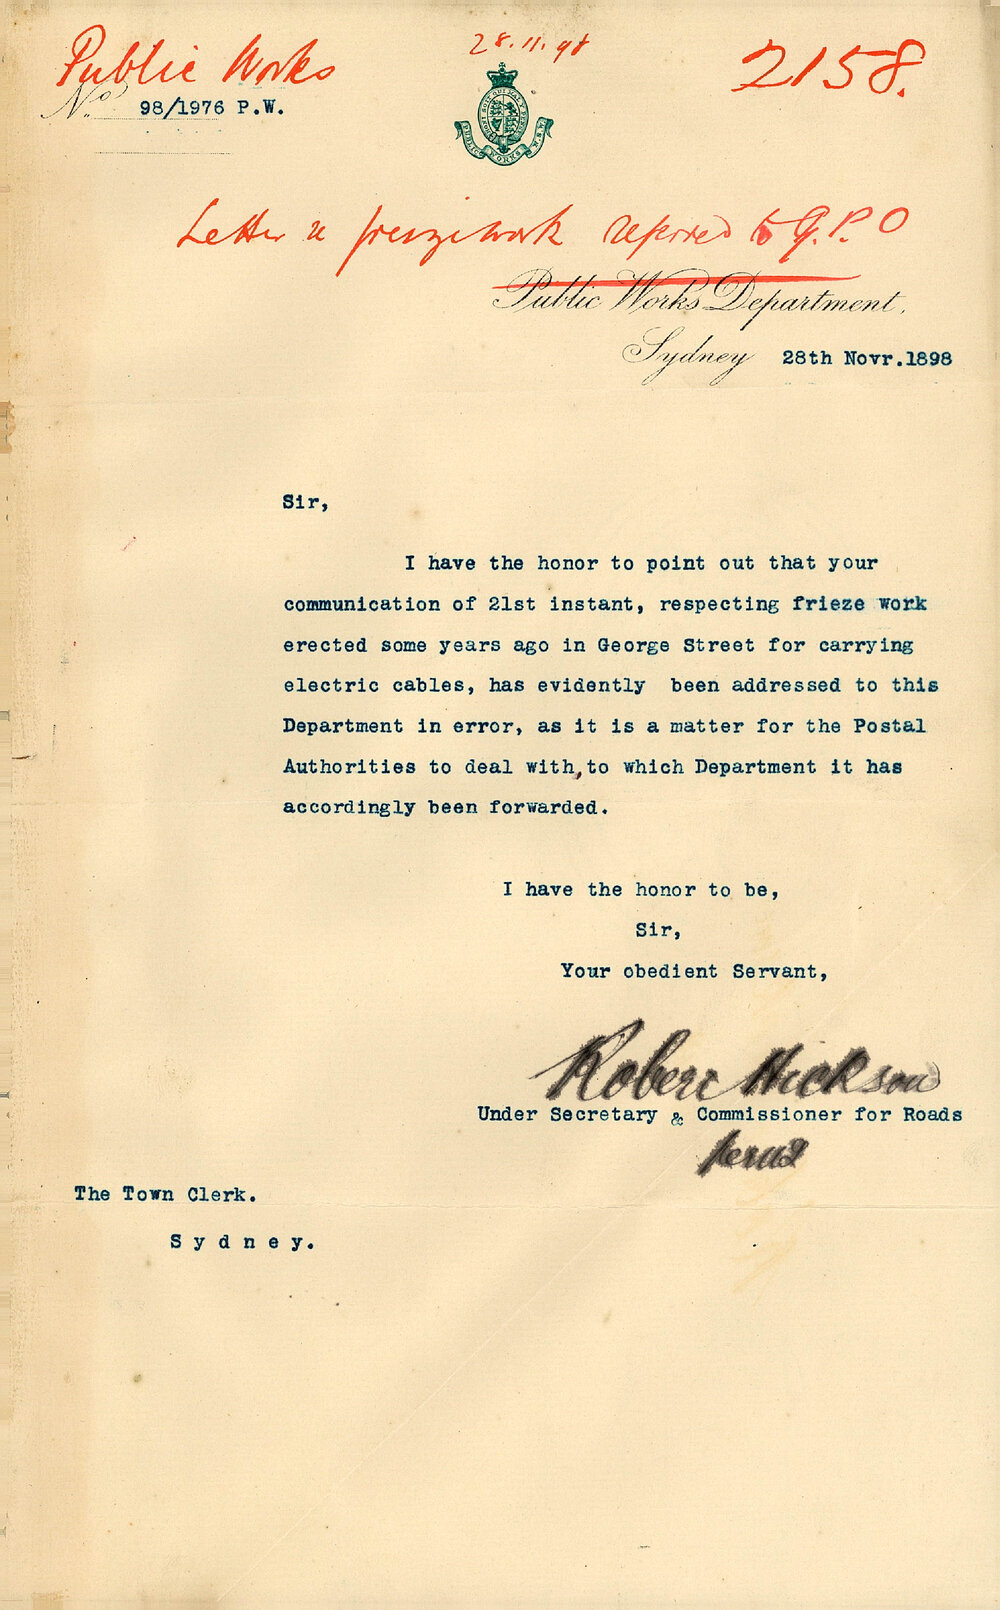 Public Works
28.11.98
2158.
No. 98/1976 P.W.
PUBLIC WORKS N.S.W.
Letter re friezework referred to G.P.O
Public Works Department,
Sydney 28th Novr.1898
Sir,
I have the honor to point out that your
communication of 21st instant, respecting frieze work
erected some years ago in George Street for carrying
electric cables, has evidently been addressed to this
Department in error, as it is a matter for the Postal
Authorities to deal with, to which Department it has
accordingly been forwarded.
I have the honor to be,
Sir,
Your obedient Servant,
Robert Hickson
Under Secretary & Commissioner for Roads
The Town Clerk.
Sydney.